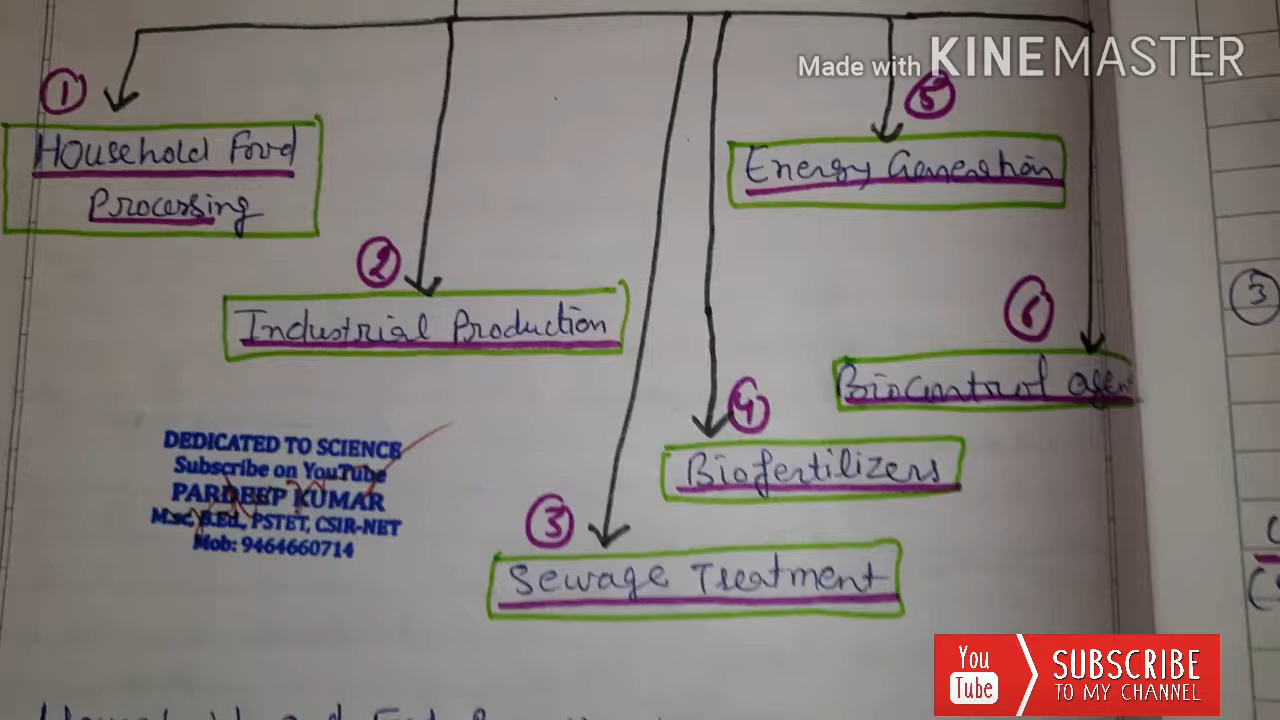 Made with KINEMASTER
1
Household Food
Processing
2
Industrial Production
3
Sewage Treatment
4
Biofertilizers
5
Energy Generation
6
Biocontrol agent
DEDICATED TO SCIENCE
Subscribe on YouTube
PARDEEP KUMAR
M.sc, B.Ed., PSTET, CSIR-NET
Mob: 9464660714
3
You Tube
SUBSCRIBE
TO MY CHANNEL